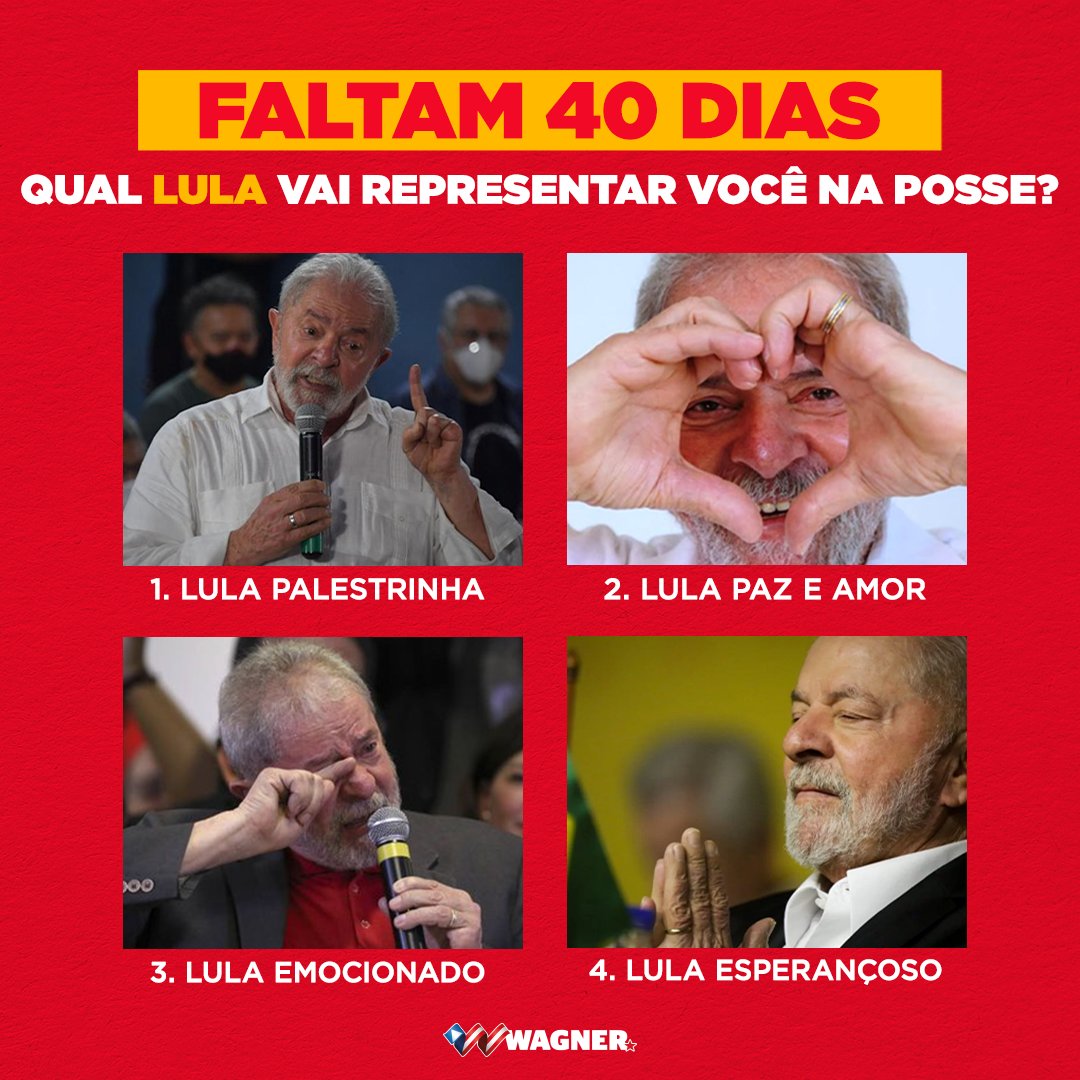 FALTAM 40 DIAS
QUAL LULA VAI REPRESENTAR VOCÊ NA POSSE?
1. LULA PALESTRINHA
2. LULA PAZ E AMOR
3. LULA EMOCIONADO
4. LULA ESPERANÇOSO
WAGNER